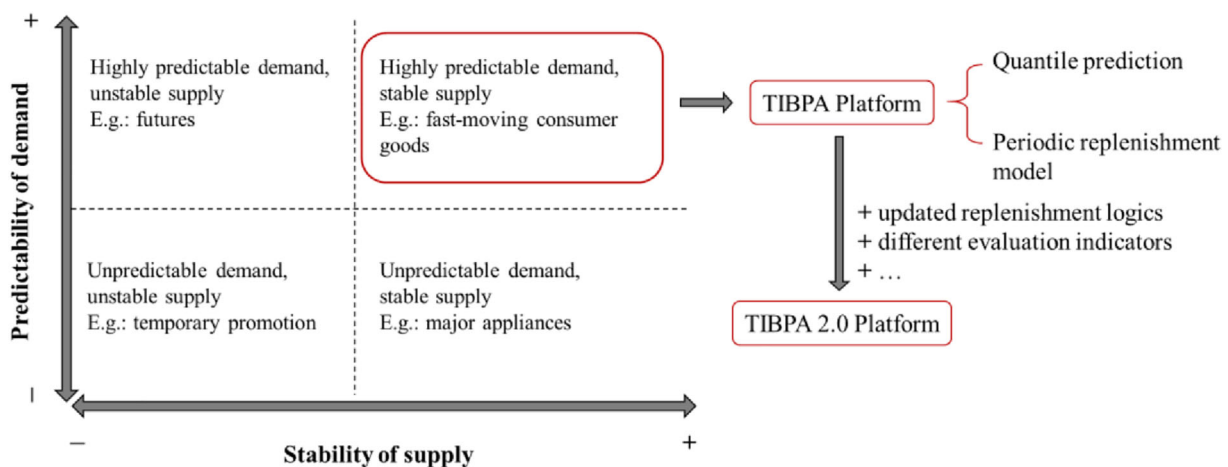 +
Predictability of demand
–
Highly predictable demand,
unstable supply
E.g.: futures
Highly predictable demand,
stable supply
E.g.: fast-moving consumer
goods
Unpredictable demand,
unstable supply
E.g.: temporary promotion
Unpredictable demand,
stable supply
E.g.: major appliances
–
Stability of supply
+
TIBPA Platform
Quantile prediction
Periodic replenishment
model
+ updated replenishment logics
+ different evaluation indicators
+ …
TIBPA 2.0 Platform